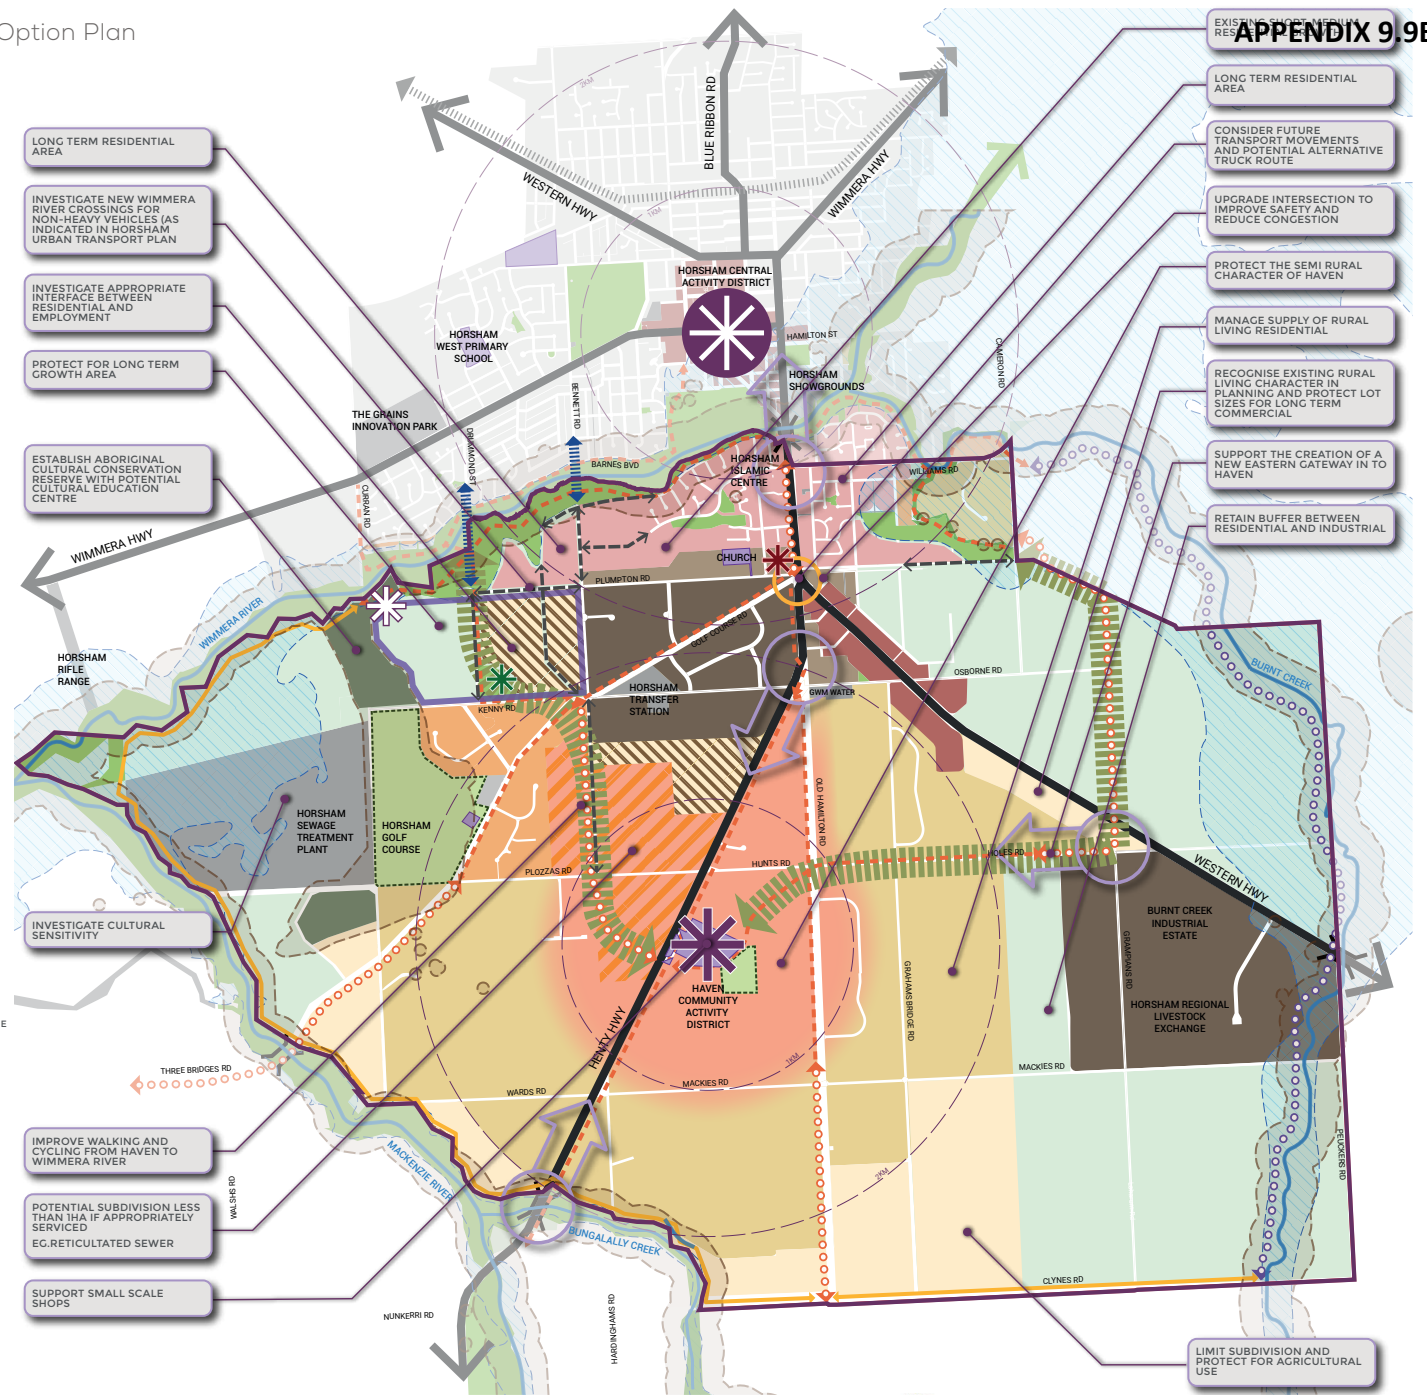 Option Plan
APPENDIX 9.9B
LONG TERM RESIDENTIAL
AREA
INVESTIGATE NEW WIMMERA
RIVER CROSSINGS FOR
NON-HEAVY VEHICLES (AS
INDICATED IN HORSHAM
URBAN TRANSPORT PLAN
INVESTIGATE APPROPRIATE
INTERFACE BETWEEN
RESIDENTIAL AND
EMPLOYMENT
PROTECT FOR LONG TERM
GROWTH AREA
ESTABLISH ABORIGINAL
CULTURAL CONSERVATION
RESERVE WITH POTENTIAL
CULTURAL EDUCATION
CENTRE
INVESTIGATE CULTURAL
SENSITIVITY
IMPROVE WALKING AND
CYCLING FROM HAVEN TO
WIMMERA RIVER
POTENTIAL SUBDIVISION LESS
THAN 1HA IF APPROPRIATELY
SERVICED
EG.RETICULTATED SEWER
SUPPORT SMALL SCALE
SHOPS
EXISTING SHORT-MEDIUM
LONG TERM RESIDENTIAL
AREA
CONSIDER FUTURE
TRANSPORT MOVEMENTS
AND POTENTIAL ALTERNATIVE
TRUCK ROUTE
UPGRADE INTERSECTION TO
IMPROVE SAFETY AND
REDUCE CONGESTION
PROTECT THE SEMI RURAL
CHARACTER OF HAVEN
MANAGE SUPPLY OF RURAL
LIVING RESIDENTIAL
RECOGNISE EXISTING RURAL
LIVING CHARACTER IN
PLANNING AND PROTECT LOT
SIZES FOR LONG TERM
COMMERCIAL
SUPPORT THE CREATION OF A
NEW EASTERN GATEWAY IN TO
HAVEN
RETAIN BUFFER BETWEEN
RESIDENTIAL AND INDUSTRIAL
LIMIT SUBDIVISION AND
PROTECT FOR AGRICULTURAL
USE
2KM
BLUE RIBBON RD
WESTERN HWY
WIMMERA HWY
1KM
HORSHAM CENTRAL
ACTIVITY DISTRICT
HORSHAM
WEST PRIMARY
SCHOOL
HAMILTON ST
CAMERON RD
HORSHAM
SHOWGROUNDS
BENNETT RD
THE GRAINS
INNOVATION PARK
DRUMMOND ST
BARNES BVD
HORSHAM
ISLAMIC
CENTRE
WILLIAMS RD
CURRAN RD
WIMMERA HWY
CHURCH
PLUMPTON RD
WIMMERA RIVER
GOLF COURSE RD
HORSHAM
RIFLE
RANGE
OSBORNE RD
BURNT CREEK
HORSHAM
TRANSFER
STATION
GWM WATER
KENNY RD
OLD HAMILTON RD
HORSHAM
SEWAGE
TREATMENT
PLANT
HORSHAM
GOLF
COURSE
HOLES RD
HUNTS RD
PLOZZAS RD
WESTERN HWY
BURNT CREEK
INDUSTRIAL
ESTATE
GRAMPIANS RD
GRAHAMS BRIDGE RD
HAVEN
COMMUNITY
ACTIVITY
DISTRICT
HORSHAM REGIONAL
LIVESTOCK
EXCHANGE
E
HENTY HWY
1KM
THREE BRIDGES RD
MACKIES RD
MACKIES RD
WARDS RD
PEUCKERS RD
MACKENZIE RIVER
2KM
WALSHS RD
BUNGALALLY CREEK
CLYNES RD
NUNKERRI RD
HARDINGHAMS RD